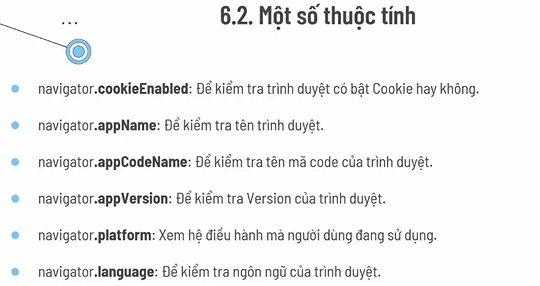 ...
6.2. Một số thuộc tính
navigator.cookieEnabled: Để kiểm tra trình duyệt có bật Cookie hay không.
navigator.appName: Để kiểm tra tên trình duyệt.
navigator.appCodeName: Để kiểm tra tên mã code của trình duyệt.
navigator.appVersion: Để kiểm tra Version của trình duyệt.
navigator.platform: Xem hệ điều hành mà người dùng đang sử dụng.
navigator.language: Để kiểm tra ngôn ngữ của trình duyệt.